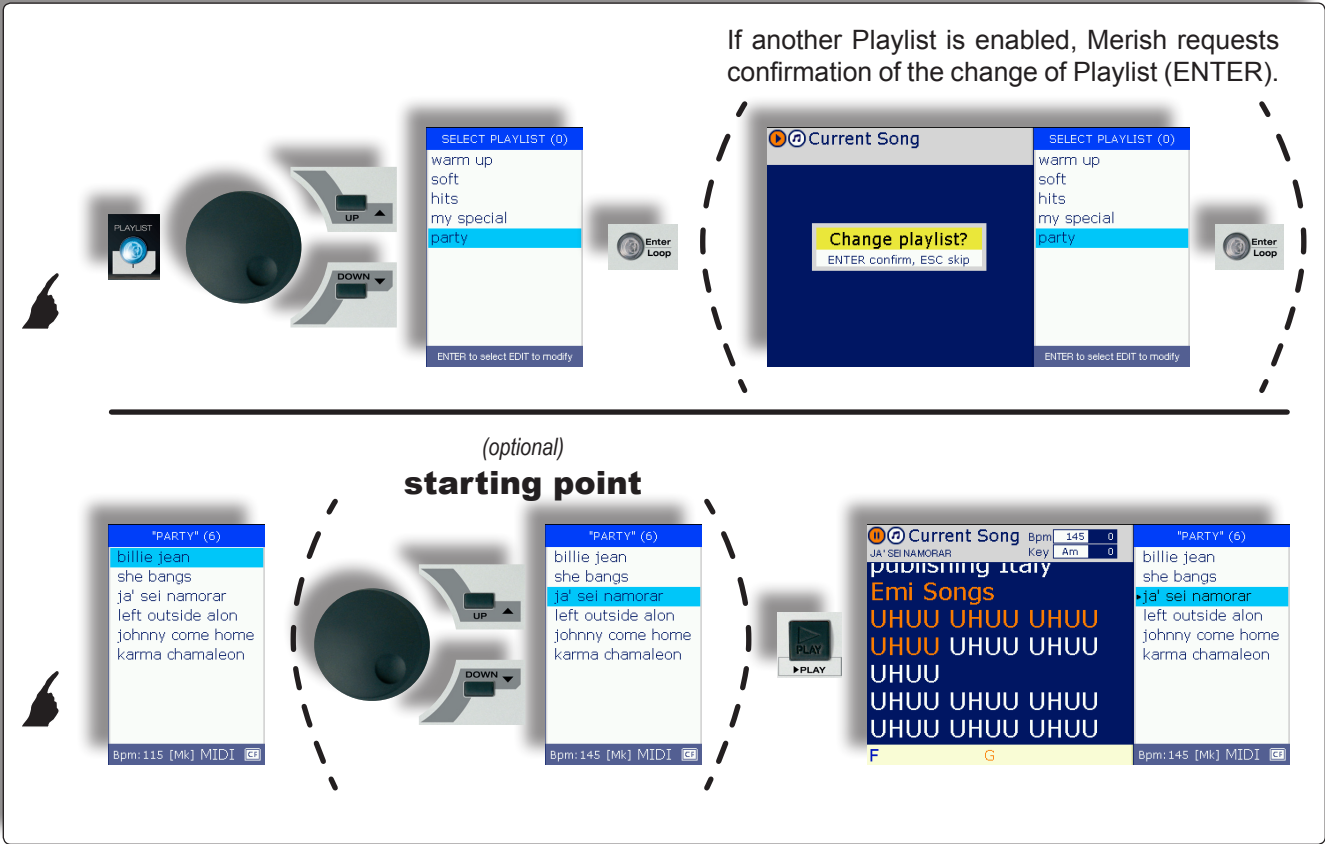 If another Playlist is enabled, Merish requests
confirmation of the change of Playlist (ENTER).
PLAYLIST
UP
DOWN
SELECT PLAYLIST (0)
warm up
soft
hits
my special
party
ENTER to select EDIT to modify
Enter
Loop
Current Song
Change playlist?
ENTER confirm, ESC skip
SELECT PLAYLIST (0)
warm up
soft
hits
my special
party
ENTER to select EDIT to modify
Enter
Loop
(optional)
starting point
"PARTY" (6)
billie jean
she bangs
ja' sei namorar
left outside alon
johnny come home
karma chamaleon
Bpm:115 [Mk] MIDI CF
UP
DOWN
"PARTY" (6)
billie jean
she bangs
ja' sei namorar
left outside alon
johnny come home
karma chamaleon
Bpm:145 [Mk] MIDI CF
PLAY
▶PLAY
Current Song Bpm 145 0
JA' SEI NAMORAR Key Am 0
publishing Italy
Emi Songs
UHUU UHUU UHUU
UHUU UHUU UHUU
UHUU
UHUU UHUU UHUU
UHUU UHUU UHUU
F G
"PARTY" (6)
billie jean
she bangs
▸ja' sei namorar
left outside alon
johnny come home
karma chamaleon
Bpm:145 [Mk] MIDI CF